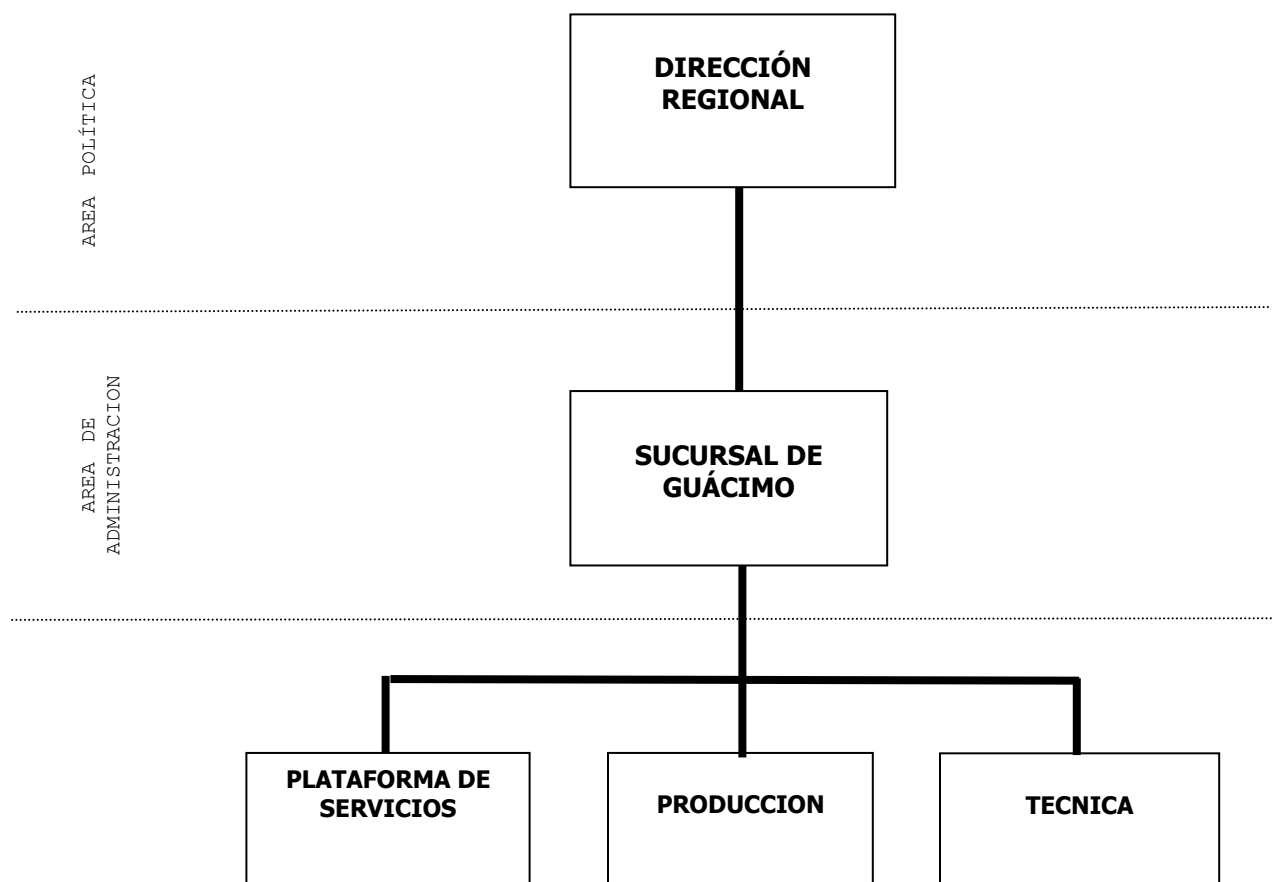 AREA POLÍTICA
DIRECCIÓN
REGIONAL
AREA DE
ADMINISTRACION
SUCURSAL DE
GUÁCIMO
PLATAFORMA DE
SERVICIOS
PRODUCCION
TECNICA